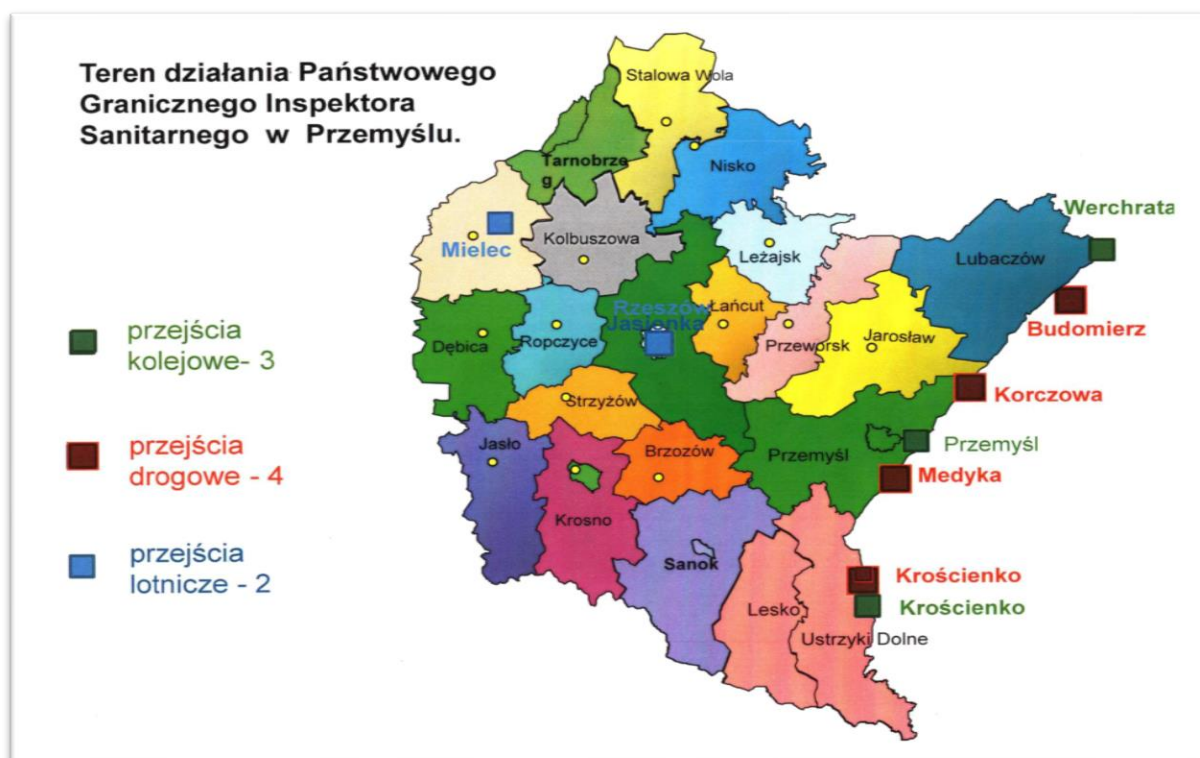 Teren działania Państwowego
Granicznego Inspektora
Sanitarnego w Przemyślu.
Stalowa Wola
Tarnobrze
g
Nisko
Werchrata
Mielec
Kolbuszowa
Leżajsk
Lubaczów
Rzeszów
Jasionka
Łańcut
Budomierz
przejścia
kolejowe- 3
Dębica
Ropczyce
Przeworsk
Jarosław
Korczowa
Strzyżów
przejścia
drogowe - 4
Jasło
Brzozów
Przemyśl
Przemyśl
Medyka
Krosno
przejścia
lotnicze - 2
Sanok
Krościenko
Krościenko
Lesko
Ustrzyki Dolne